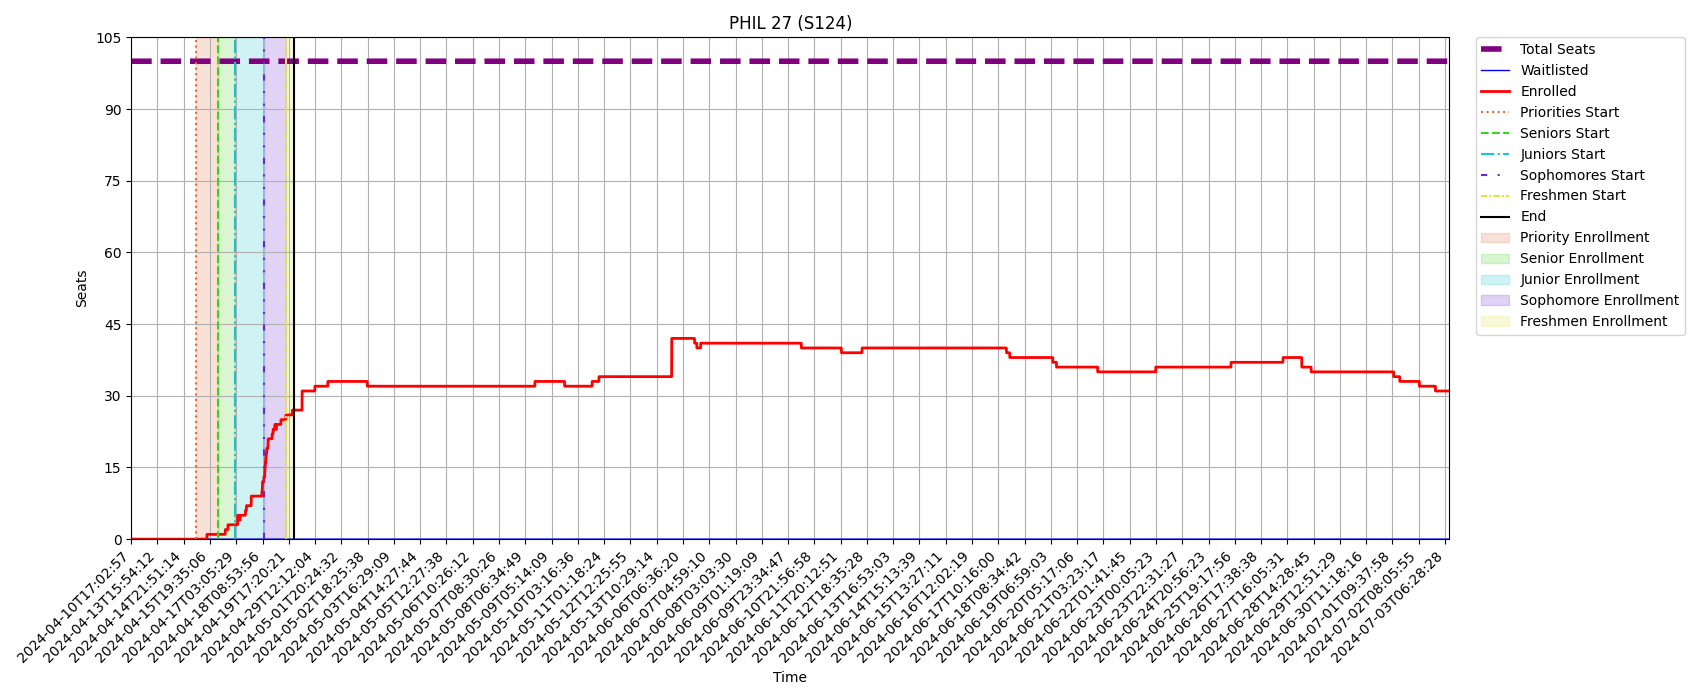 PHIL 27 (S124)
105
90
75
60
45
30
15
0
Seats
2024-04-10T17:02:57
2024-04-13T15:54:12
2024-04-14T21:51:14
2024-04-15T19:35:06
2024-04-17T03:05:29
2024-04-18T08:53:56
2024-04-19T17:20:21
2024-04-29T12:12:04
2024-05-01T20:24:32
2024-05-02T18:25:38
2024-05-03T16:29:09
2024-05-04T14:27:44
2024-05-05T12:27:38
2024-05-06T10:26:12
2024-05-07T08:30:26
2024-05-08T06:34:49
2024-05-09T05:14:09
2024-05-10T03:16:36
2024-05-11T01:18:24
2024-05-12T12:25:55
2024-05-13T10:29:14
2024-06-06T06:36:20
2024-06-07T04:59:10
2024-06-08T03:03:30
2024-06-09T01:19:09
2024-06-09T23:34:47
2024-06-10T21:56:58
2024-06-11T20:12:51
2024-06-12T18:35:28
2024-06-13T16:53:03
2024-06-14T15:13:39
2024-06-15T13:27:11
2024-06-16T12:02:19
2024-06-17T10:16:00
2024-06-18T08:34:42
2024-06-19T06:59:03
2024-06-20T05:17:06
2024-06-21T03:23:17
2024-06-22T01:41:45
2024-06-23T00:05:23
2024-06-23T22:31:27
2024-06-24T20:56:23
2024-06-25T19:17:56
2024-06-26T17:38:38
2024-06-27T16:05:31
2024-06-28T14:28:45
2024-06-29T12:51:29
2024-06-30T11:18:16
2024-07-01T09:37:58
2024-07-02T08:05:55
2024-07-03T06:28:28
Time
Total Seats
Waitlisted
Enrolled
Priorities Start
Seniors Start
Juniors Start
Sophomores Start
Freshmen Start
End
Priority Enrollment
Senior Enrollment
Junior Enrollment
Sophomore Enrollment
Freshmen Enrollment